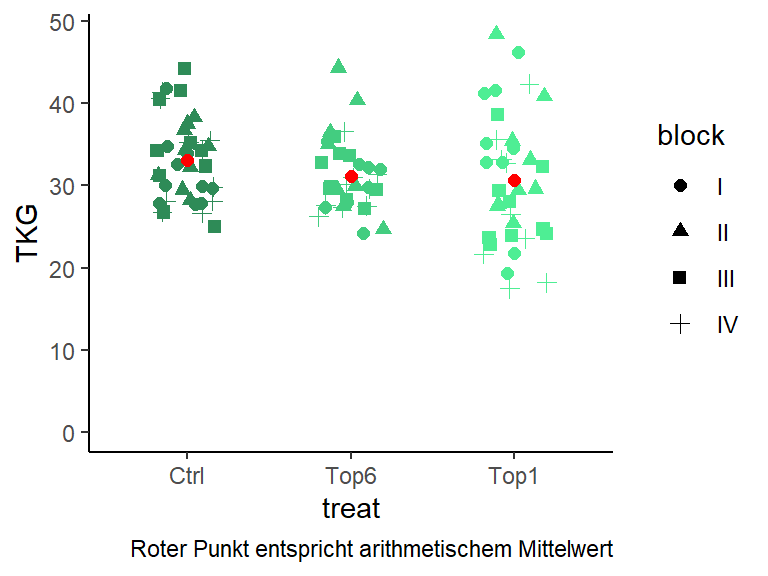 50
40
30
20
10
0
TKG
Ctrl
Top6
Top1
treat
block
I
II
III
IV
Roter Punkt entspricht arithmetischem Mittelwert